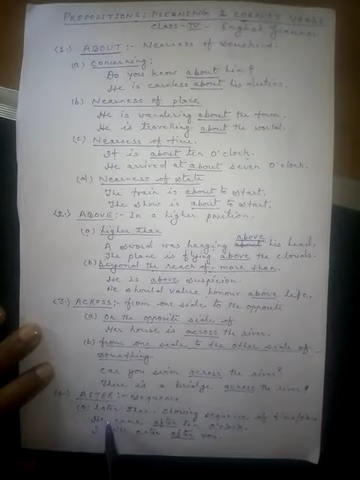 PREPOSITIONS: MEANING & CORRECT USAGE
Class - IV - English Grammar
(1.) ABOUT :- Nearness of Somekind.
(a) Concerning:
Do you know about him?
He is careless about his duties.
(b) Nearness of place
He is wandering about the town.
He is travelling about the world.
(c) Nearness of time.
It is about ten O'clock.
He arrived at about seven O'clock.
(d) Nearness of state
The train is about to start.
The show is about to start.
(2.) ABOVE :- In a higher position.
(a) higher than
above
A sword was hanging about his head.
The plane is flying above the clouds.
(b) Beyond the reach of, more than.
He is above suspicion.
We should value honour above life.
(3.) ACROSS :- from one side to the opposite
(a) On the opposite side of
Her house is across the river.
(b) from one side to the other side of
something.
Can you swim across the river?
There is a bridge across the river?
AFTER :- Sequence
(a) Later than - showing sequence of time/place
He came after ten O'clock.
I enter after you.